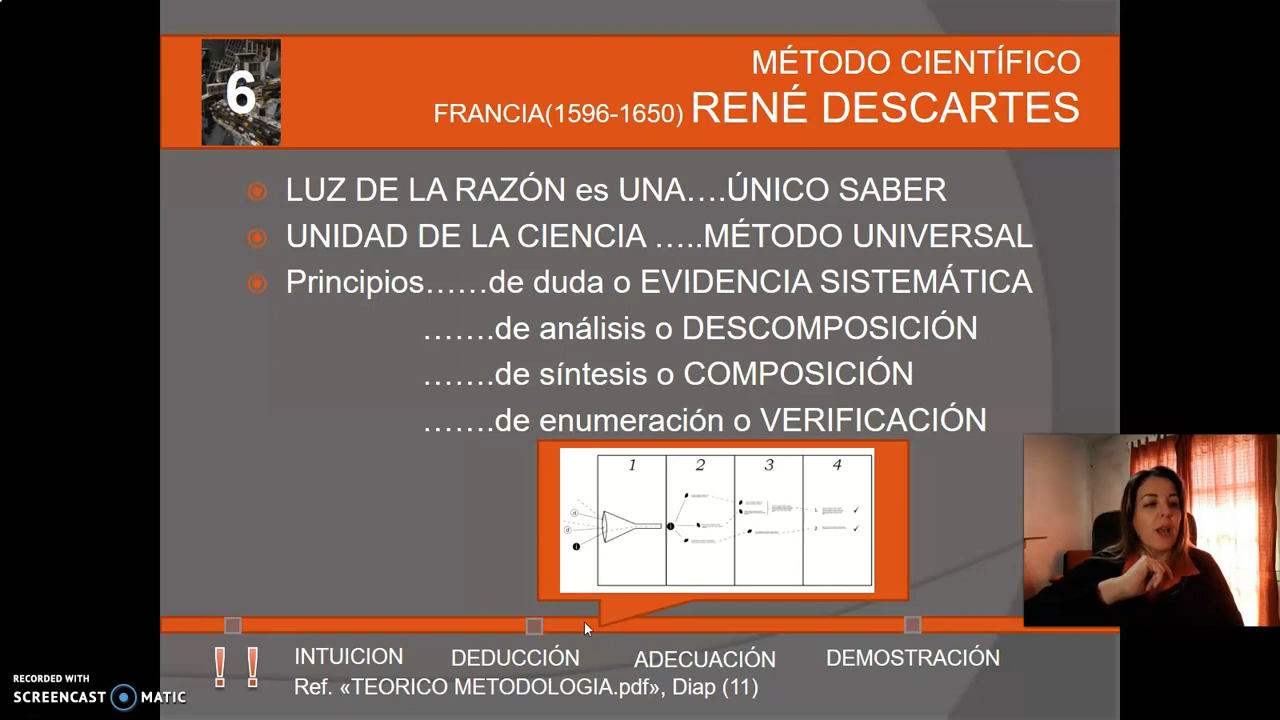 6
MÉTODO CIENTÍFICO
FRANCIA(1596-1650) RENÉ DESCARTES
LUZ DE LA RAZÓN es UNA….ÚNICO SABER
UNIDAD DE LA CIENCIA …..MÉTODO UNIVERSAL
Principios……de duda o EVIDENCIA SISTEMÁTICA
…….de análisis o DESCOMPOSICIÓN
…….de síntesis o COMPOSICIÓN
…….de enumeración o VERIFICACIÓN
1 2 3 4
d
d
i i
1.
2
!! INTUICION DEDUCCIÓN ADECUACIÓN DEMOSTRACIÓN
Ref. «TEORICO METODOLOGIA.pdf», Diap (11)
RECORDED WITH
SCREENCAST MATIC